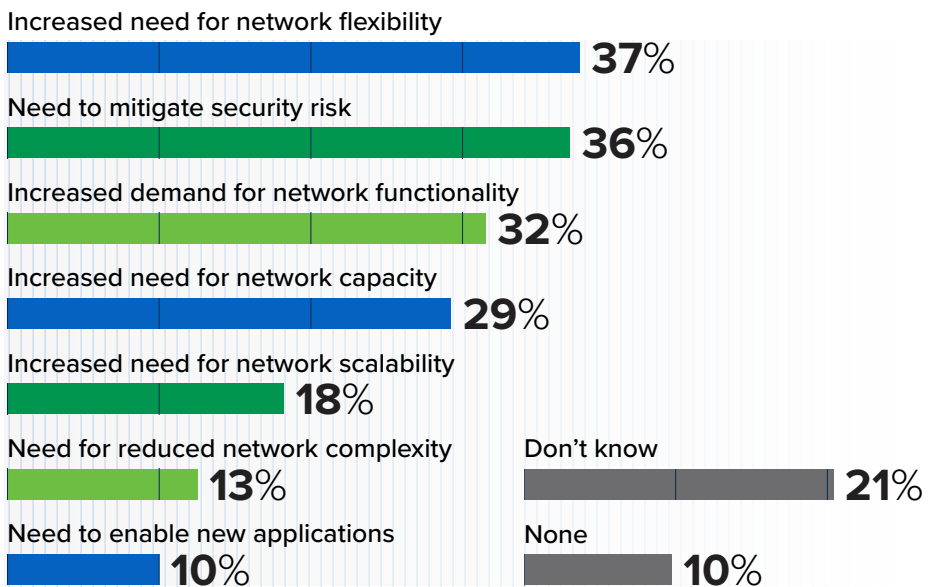 Increased need for network flexibility
37%
Need to mitigate security risk
36%
Increased demand for network functionality
32%
Increased need for network capacity
29%
Increased need for network scalability
18%
Need for reduced network complexity
13%
Need to enable new applications
10%
Don’t know
21%
None
10%